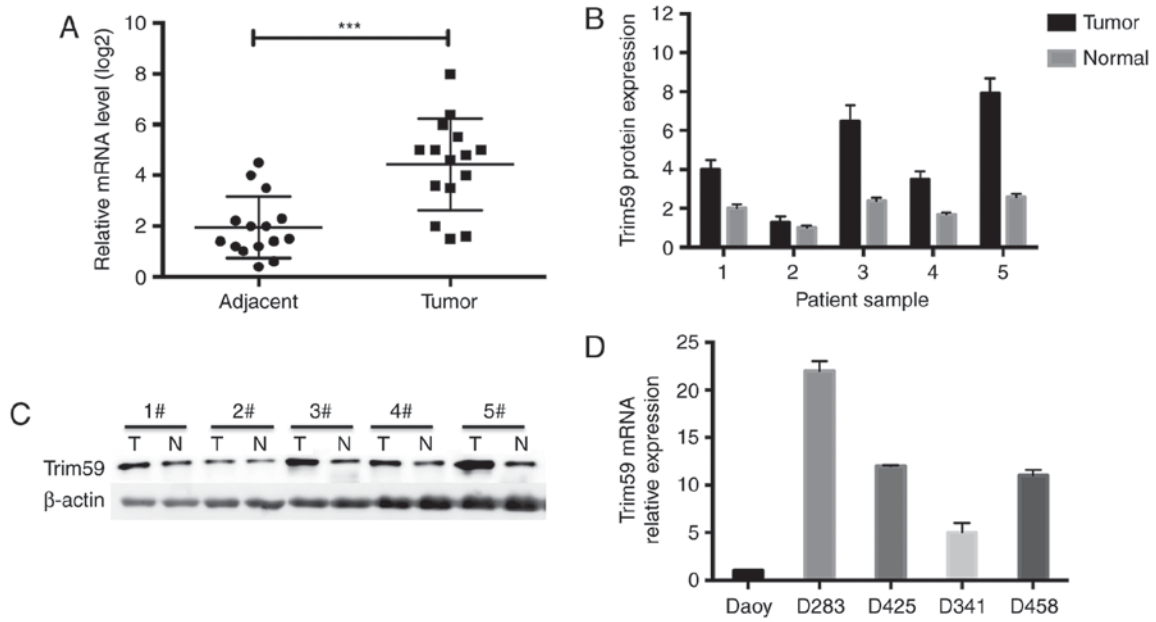 A
Relative mRNA level (log2)
10
8
6
4
2
0
***
Adjacent
Tumor
B
Trim59 protein expression
12
10
8
6
4
2
0
1
2
3
4
5
Patient sample
Tumor
Normal
C
1#
2#
3#
4#
5#
T N T N T N T N T N
Trim59
β-actin
D
Trim59 mRNA
relative expression
25
20
15
10
5
0
Daoy
D283
D425
D341
D458